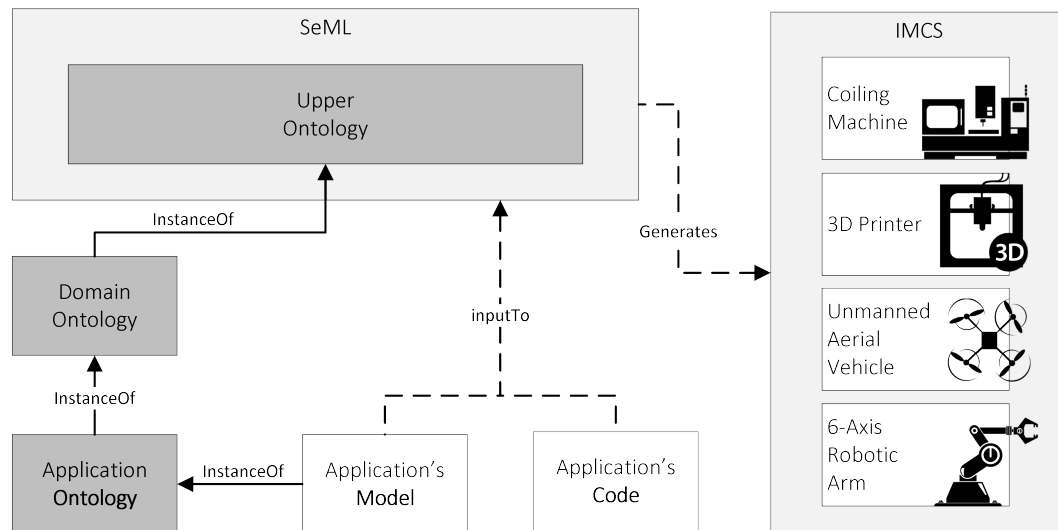 SeML
Upper
Ontology
InstanceOf
Domain
Ontology
InstanceOf
Application
Ontology
InstanceOf
Application's
Model
inputTo
Application's
Code
Generates
IMCS
Coiling
Machine
3D Printer
3D
Unmanned
Aerial
Vehicle
6-Axis
Robotic
Arm